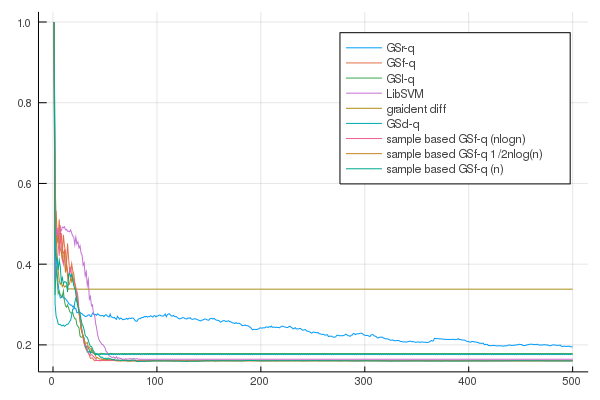 1.0
0.8
0.6
0.4
0.2
0
100
200
300
400
500
GSr-q
GSf-q
GSl-q
LibSVM
graident diff
GSd-q
sample based GSf-q (nlogn)
sample based GSf-q 1/2nlog(n)
sample based GSf-q (n)